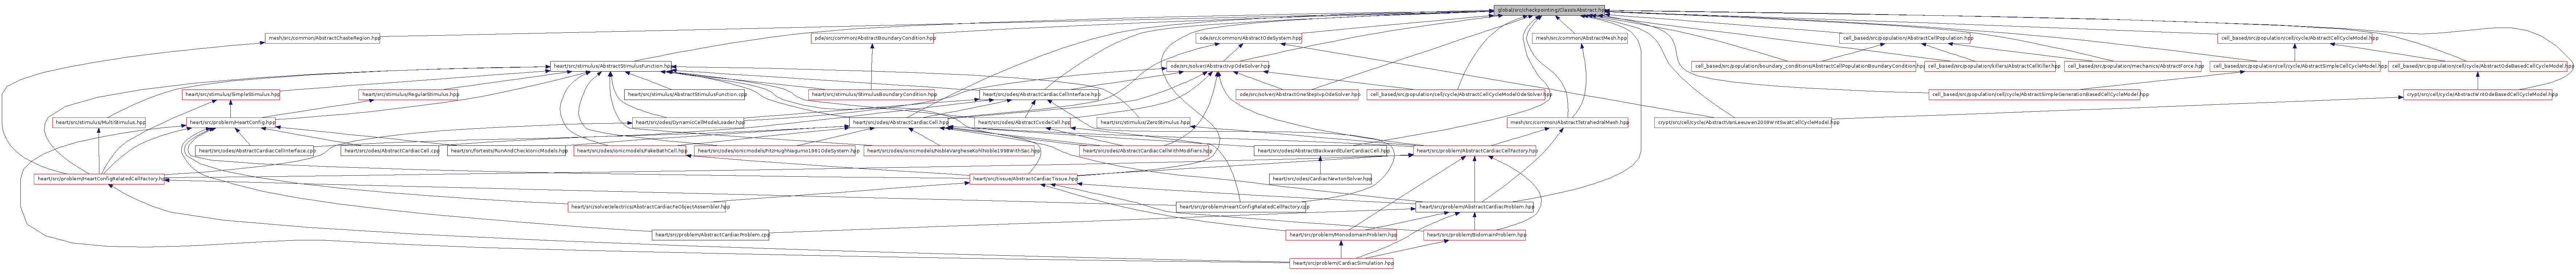 global/src/checkpointing/ClassIsAbstract.hpp
mesh/src/common/AbstractChasteRegion.hpp
pde/src/common/AbstractBoundaryCondition.hpp
ode/src/common/AbstractOdeSystem.hpp
mesh/src/common/AbstractMesh.hpp
cell_based/src/population/AbstractCellPopulation.hpp
cell_based/src/population/cell/cycle/AbstractCellCycleModel.hpp
heart/src/stimulus/AbstractStimulusFunction.hpp
ode/src/solver/AbstractIvpOdeSolver.hpp
cell_based/src/population/boundary_conditions/AbstractCellPopulationBoundaryCondition.hpp
cell_based/src/population/killers/AbstractCellKiller.hpp
cell_based/src/population/mechanics/AbstractForce.hpp
cell_based/src/population/cell/cycle/AbstractSimpleCellCycleModel.hpp
cell_based/src/population/cell/cycle/AbstractOdeBasedCellCycleModel.hpp
heart/src/stimulus/SimpleStimulus.hpp
heart/src/stimulus/RegularStimulus.hpp
heart/src/stimulus/AbstractStimulusFunction.cpp
heart/src/stimulus/StimulusBoundaryCondition.hpp
heart/src/odes/AbstractCardiacCellInterface.hpp
ode/src/solver/AbstractOneStepIvpOdeSolver.hpp
cell_based/src/population/cell/cycle/AbstractCellCycleModelOdeSolver.hpp
cell_based/src/population/cell/cycle/AbstractSimpleGenerationBasedCellCycleModel.hpp
crypt/src/cell/cycle/AbstractWntOdeBasedCellCycleModel.hpp
heart/src/stimulus/MultiStimulus.hpp
heart/src/problem/HeartConfig.hpp
heart/src/odes/DynamicCellModelLoader.hpp
heart/src/odes/AbstractCardiacCell.hpp
heart/src/odes/AbstractCvodeCell.hpp
heart/src/stimulus/ZeroStimulus.hpp
mesh/src/common/AbstractTetrahedralMesh.hpp
crypt/src/cell/cycle/AbstractVanLeeuwen2009WntSwatCellCycleModel.hpp
heart/src/odes/AbstractCardiacCellInterface.cpp
heart/src/odes/AbstractCardiacCell.cpp
heart/src/fortests/RunAndCheckIonicModels.hpp
heart/src/odes/ionicmodels/FakeBathCell.hpp
heart/src/odes/ionicmodels/FitzHughNagumo1961OdeSystem.hpp
heart/src/odes/ionicmodels/NobleVargheseKohlNoble1998WithSac.hpp
heart/src/odes/AbstractCardiacCellWithModifiers.hpp
heart/src/odes/AbstractBackwardEulerCardiacCell.hpp
heart/src/problem/AbstractCardiacCellFactory.hpp
heart/src/problem/HeartConfigRelatedCellFactory.hpp
heart/src/tissue/AbstractCardiacTissue.hpp
heart/src/odes/CardiacNewtonSolver.hpp
heart/src/solver/electrics/AbstractCardiacFeObjectAssembler.hpp
heart/src/problem/HeartConfigRelatedCellFactory.cpp
heart/src/problem/AbstractCardiacProblem.hpp
heart/src/problem/AbstractCardiacProblem.cpp
heart/src/problem/MonodomainProblem.hpp
heart/src/problem/BidomainProblem.hpp
heart/src/problem/CardiacSimulation.hpp